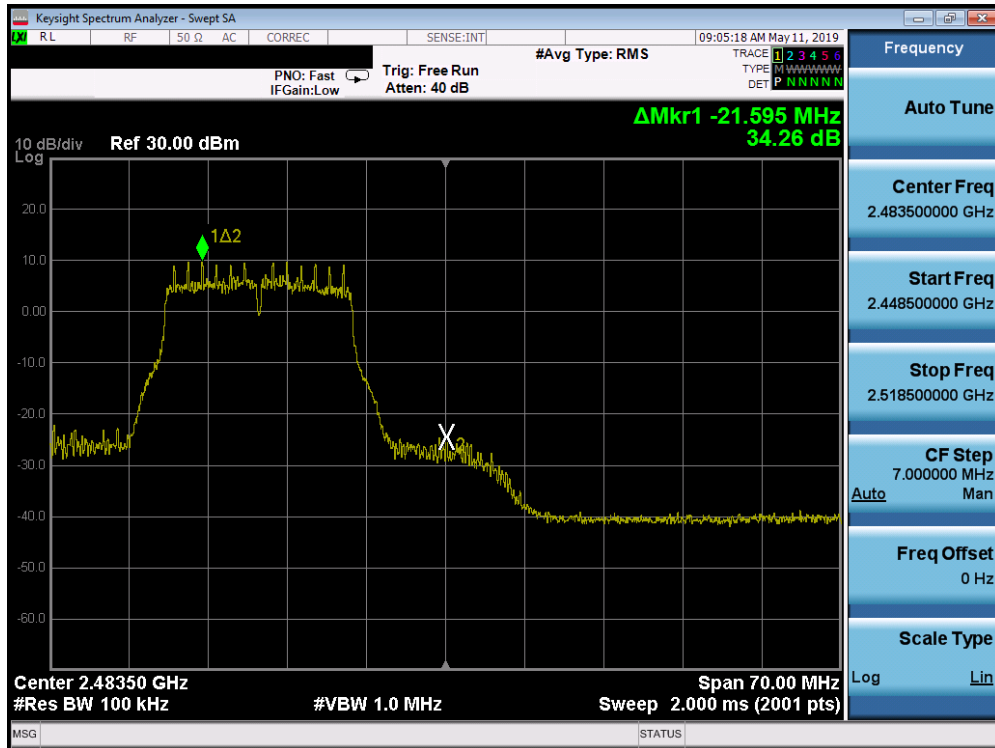 Keysight Spectrum Analyzer - Swept SA
LXI RL RF 50 Ω AC CORREC SENSE:INT 09:05:18 AM May 11, 2019
#Avg Type: RMS TRACE 1 2 3 4 5 6
PNO: Fast Trig: Free Run TYPE M W W W W W
IFGain:Low Atten: 40 dB DET P N N N N N
ΔMkr1 -21.595 MHz
34.26 dB
10 dB/div Ref 30.00 dBm
Log
1Δ2
20.0
10.0
0.00
-10.0
-20.0
X2
-30.0
-40.0
-50.0
-60.0
Center 2.48350 GHz Span 70.00 MHz
#Res BW 100 kHz #VBW 1.0 MHz Sweep 2.000 ms (2001 pts)
MSG STATUS
Frequency
Auto Tune
Center Freq
2.483500000 GHz
Start Freq
2.448500000 GHz
Stop Freq
2.518500000 GHz
CF Step
7.000000 MHz
Auto Man
Freq Offset
0 Hz
Scale Type
Log Lin